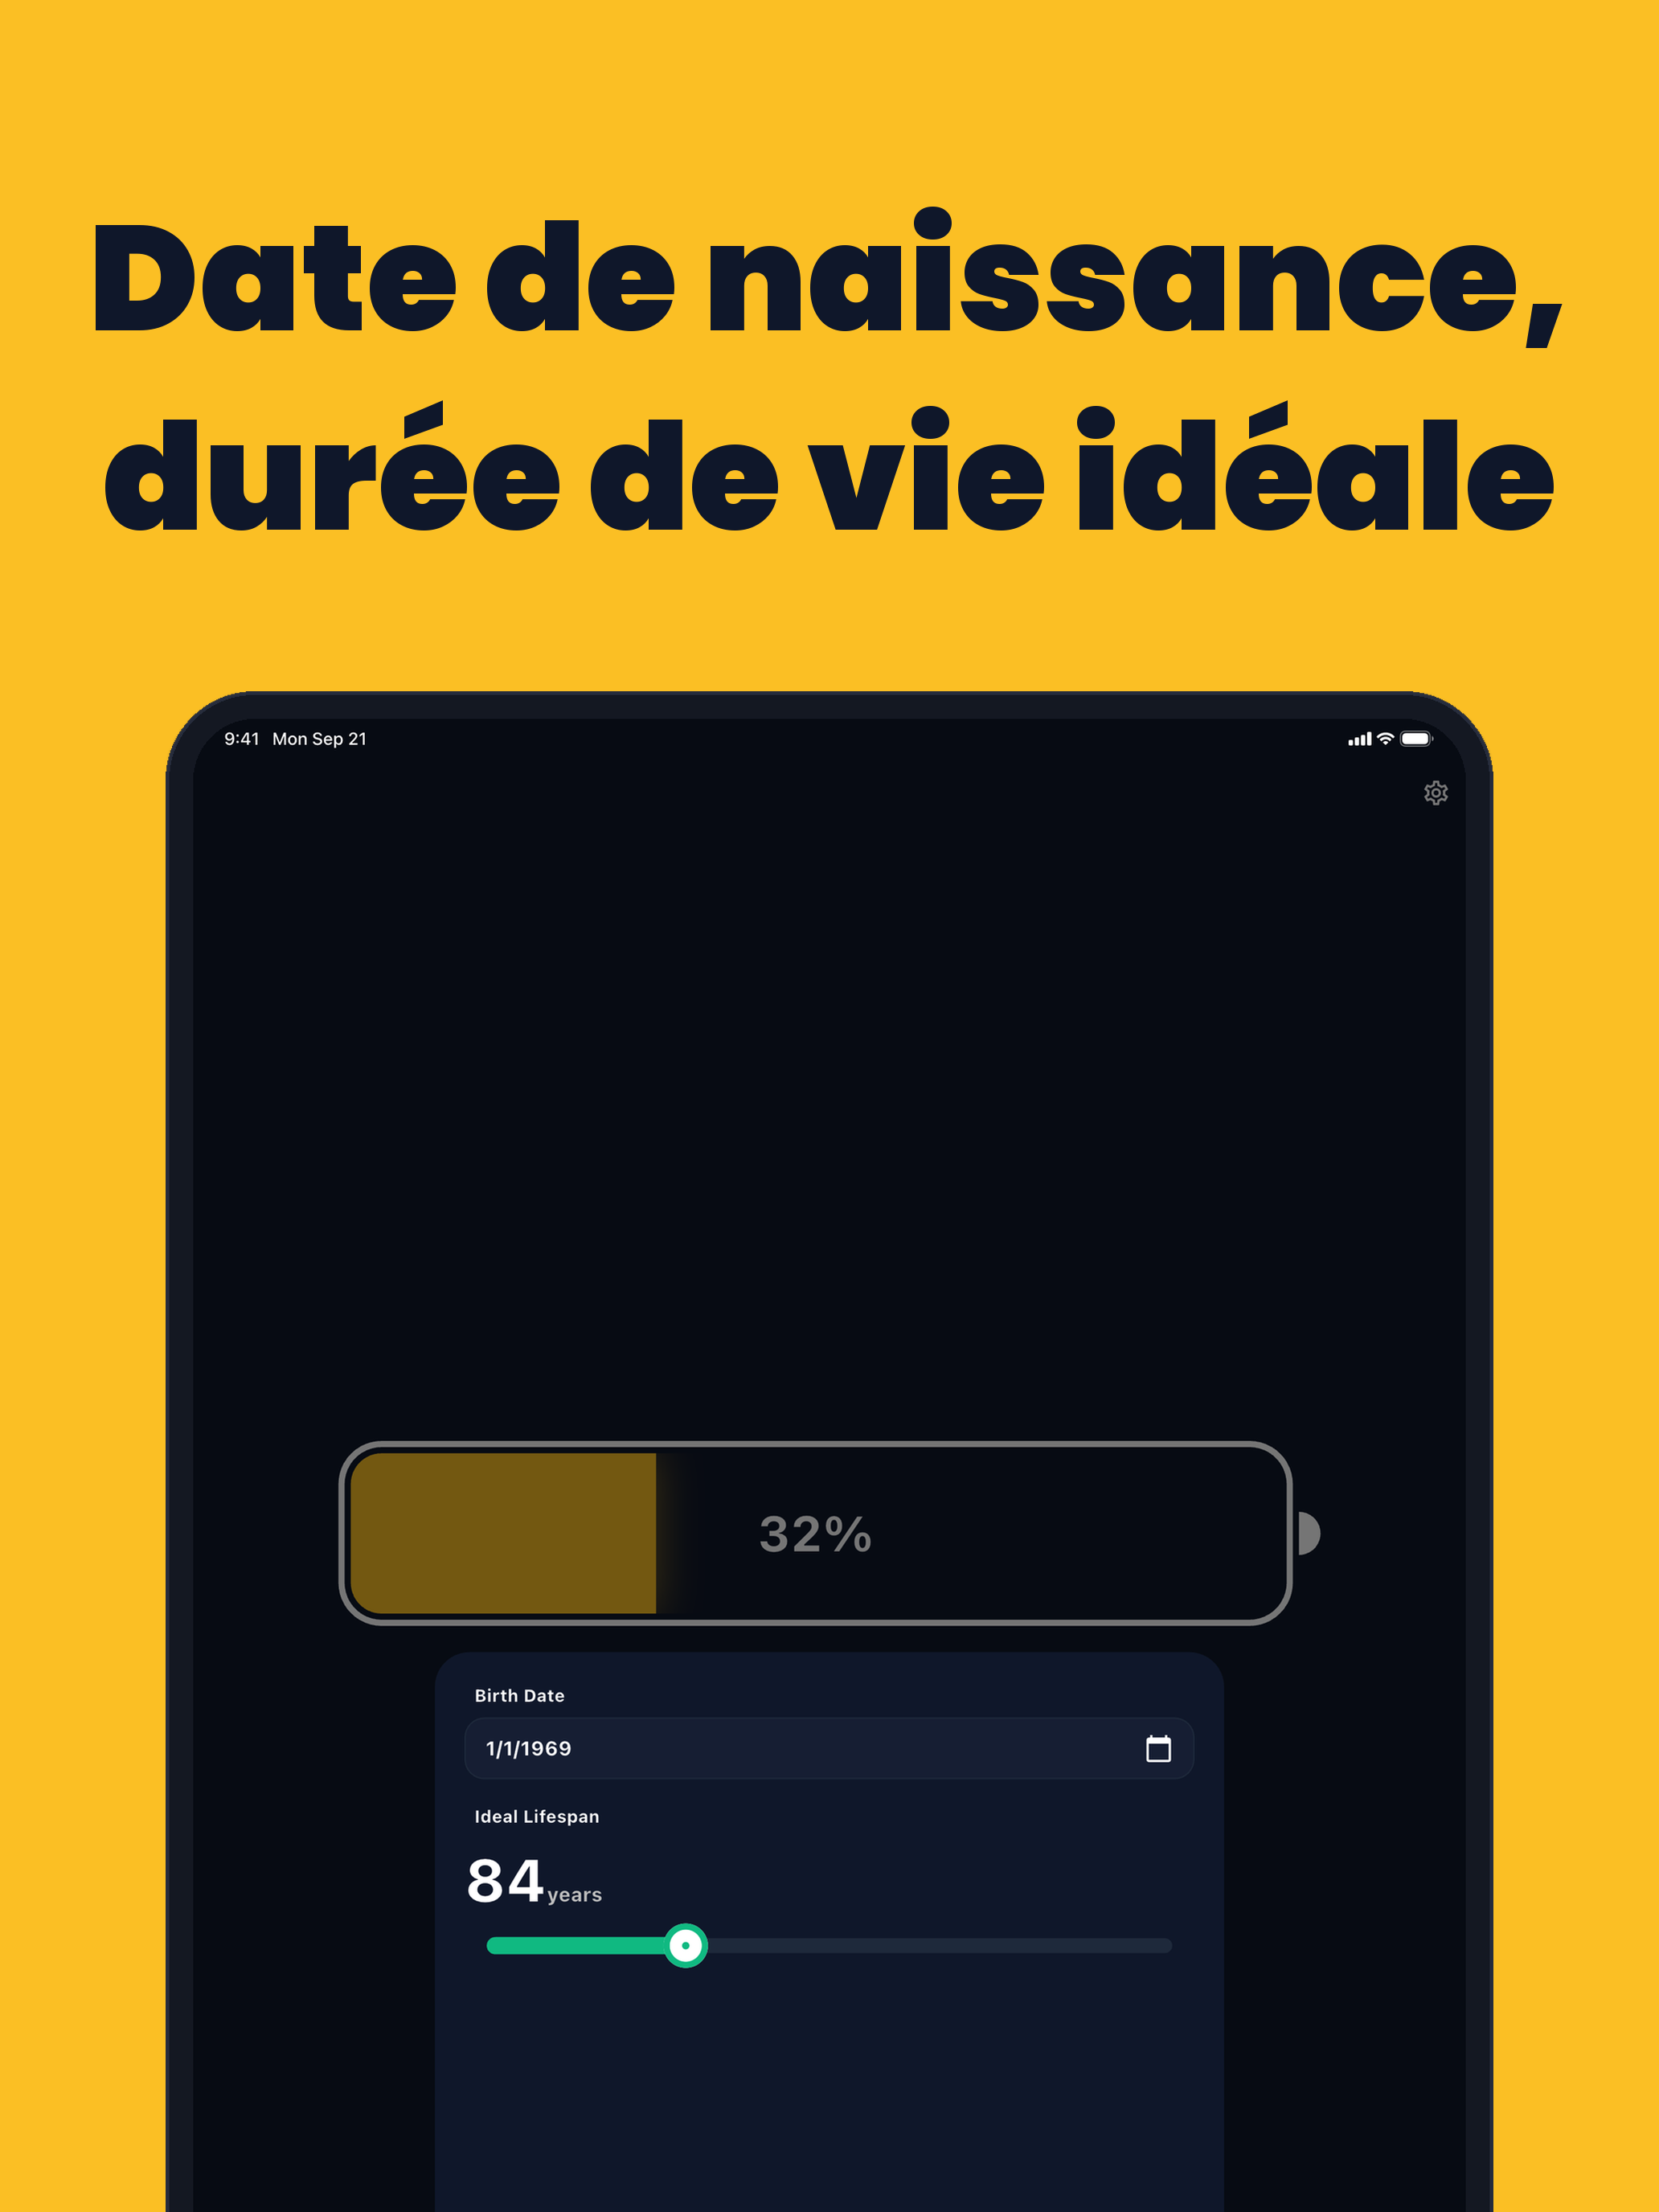 Date de naissance,
durée de vie idéale
9:41 Mon Sep 21
32%
Birth Date
1/1/1969
Ideal Lifespan
84 years